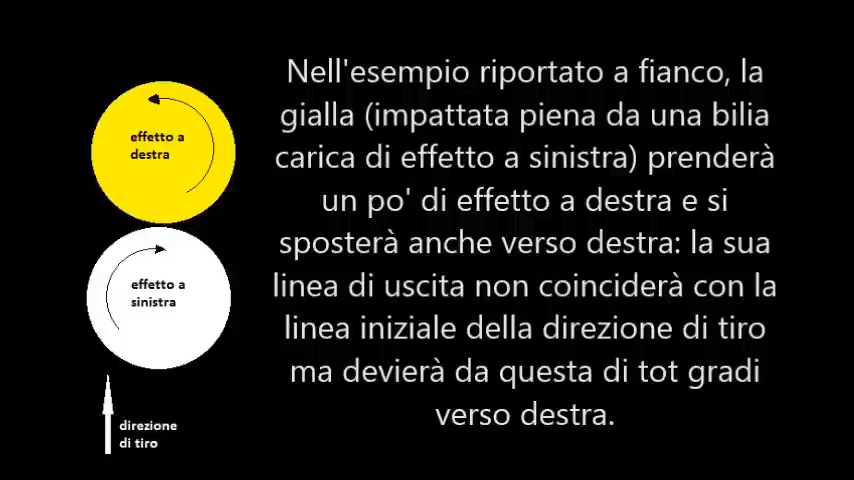 Nell'esempio riportato a fianco, la
gialla (impattata piena da una bilia
carica di effetto a sinistra) prenderà
un po' di effetto a destra e si
sposterà anche verso destra: la sua
linea di uscita non coinciderà con la
linea iniziale della direzione di tiro
ma devierà da questa di tot gradi
verso destra.
effetto a
destra
effetto a
sinistra
direzione
di tiro